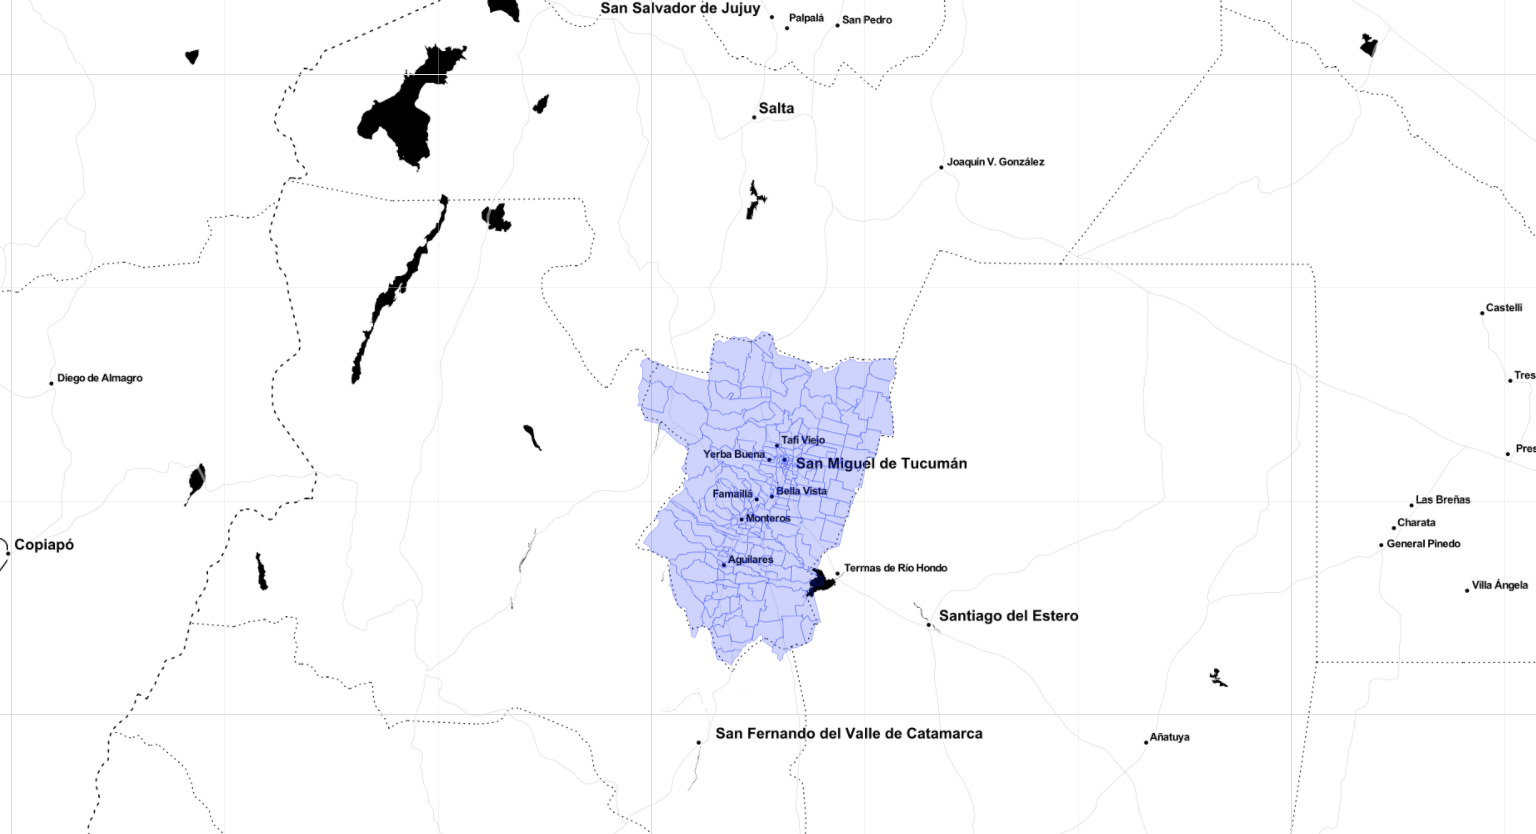 San Salvador de Jujuy
Palpalá
San Pedro
Salta
Joaquín V. González
Castelli
Diego de Almagro
Tres
Tafí Viejo
Yerba Buena
San Miguel de Tucumán
Pres
Famaillá
Bella Vista
Las Breñas
Monteros
Charata
Copiapó
General Pinedo
Aguilares
Termas de Río Hondo
Villa Ángela
Santiago del Estero
San Fernando del Valle de Catamarca
Añatuya